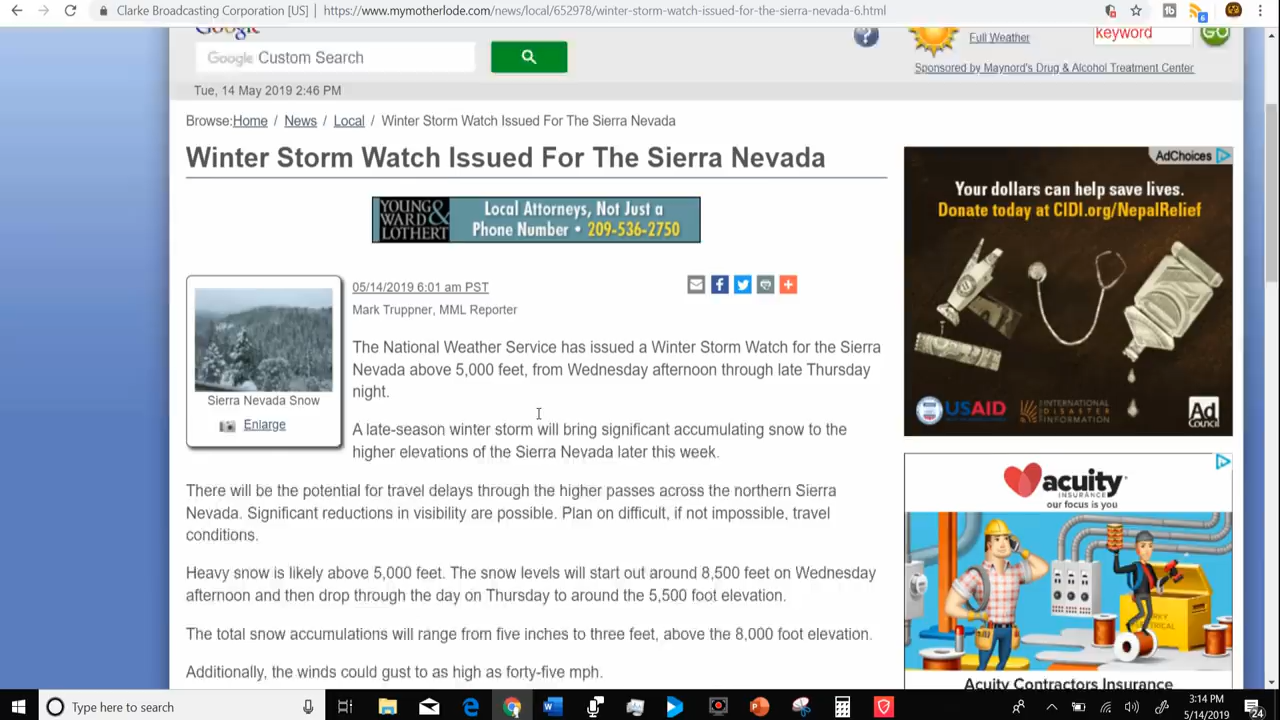 Clarke Broadcasting Corporation [US] | https://www.mymotherlode.com/news/local/652978/winter-storm-watch-issued-for-the-sierra-nevada-6.html
Google
Google Custom Search
Full Weather
keyword
GO
Sponsored by Maynord's Drug & Alcohol Treatment Center
Tue, 14 May 2019 2:46 PM
Browse:Home / News / Local / Winter Storm Watch Issued For The Sierra Nevada
Winter Storm Watch Issued For The Sierra Nevada
YOUNG
WARD &
LOTHERT
Local Attorneys, Not Just a
Phone Number • 209-536-2750
05/14/2019 6:01 am PST
Mark Truppner, MML Reporter
Sierra Nevada Snow
Enlarge
The National Weather Service has issued a Winter Storm Watch for the Sierra
Nevada above 5,000 feet, from Wednesday afternoon through late Thursday
night.
A late-season winter storm will bring significant accumulating snow to the
higher elevations of the Sierra Nevada later this week.
There will be the potential for travel delays through the higher passes across the northern Sierra
Nevada. Significant reductions in visibility are possible. Plan on difficult, if not impossible, travel
conditions.
Heavy snow is likely above 5,000 feet. The snow levels will start out around 8,500 feet on Wednesday
afternoon and then drop through the day on Thursday to around the 5,500 foot elevation.
The total snow accumulations will range from five inches to three feet, above the 8,000 foot elevation.
Additionally, the winds could gust to as high as forty-five mph.
AdChoices
Your dollars can help save lives.
Donate today at CIDI.org/NepalRelief
USAID
INTERNATIONAL
DISASTER
INFORMATION
Ad
Council
acuity
INSURANCE
our focus is you
Acuity Contractors Insurance
Type here to search
3:14 PM
5/14/2019
24